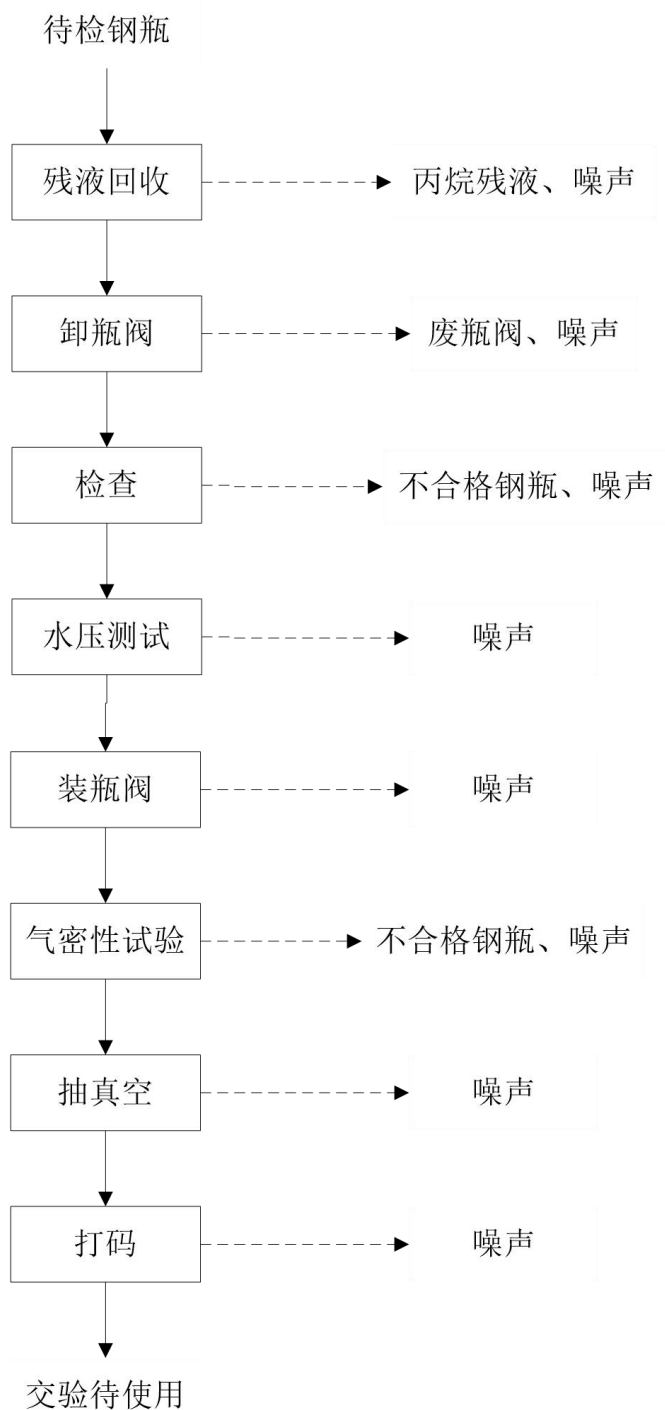 待检钢瓶
残液回收
丙烷残液、噪声
卸瓶阀
废瓶阀、噪声
检查
不合格钢瓶、噪声
水压测试
噪声
装瓶阀
噪声
气密性试验
不合格钢瓶、噪声
抽真空
噪声
打码
噪声
交验待使用